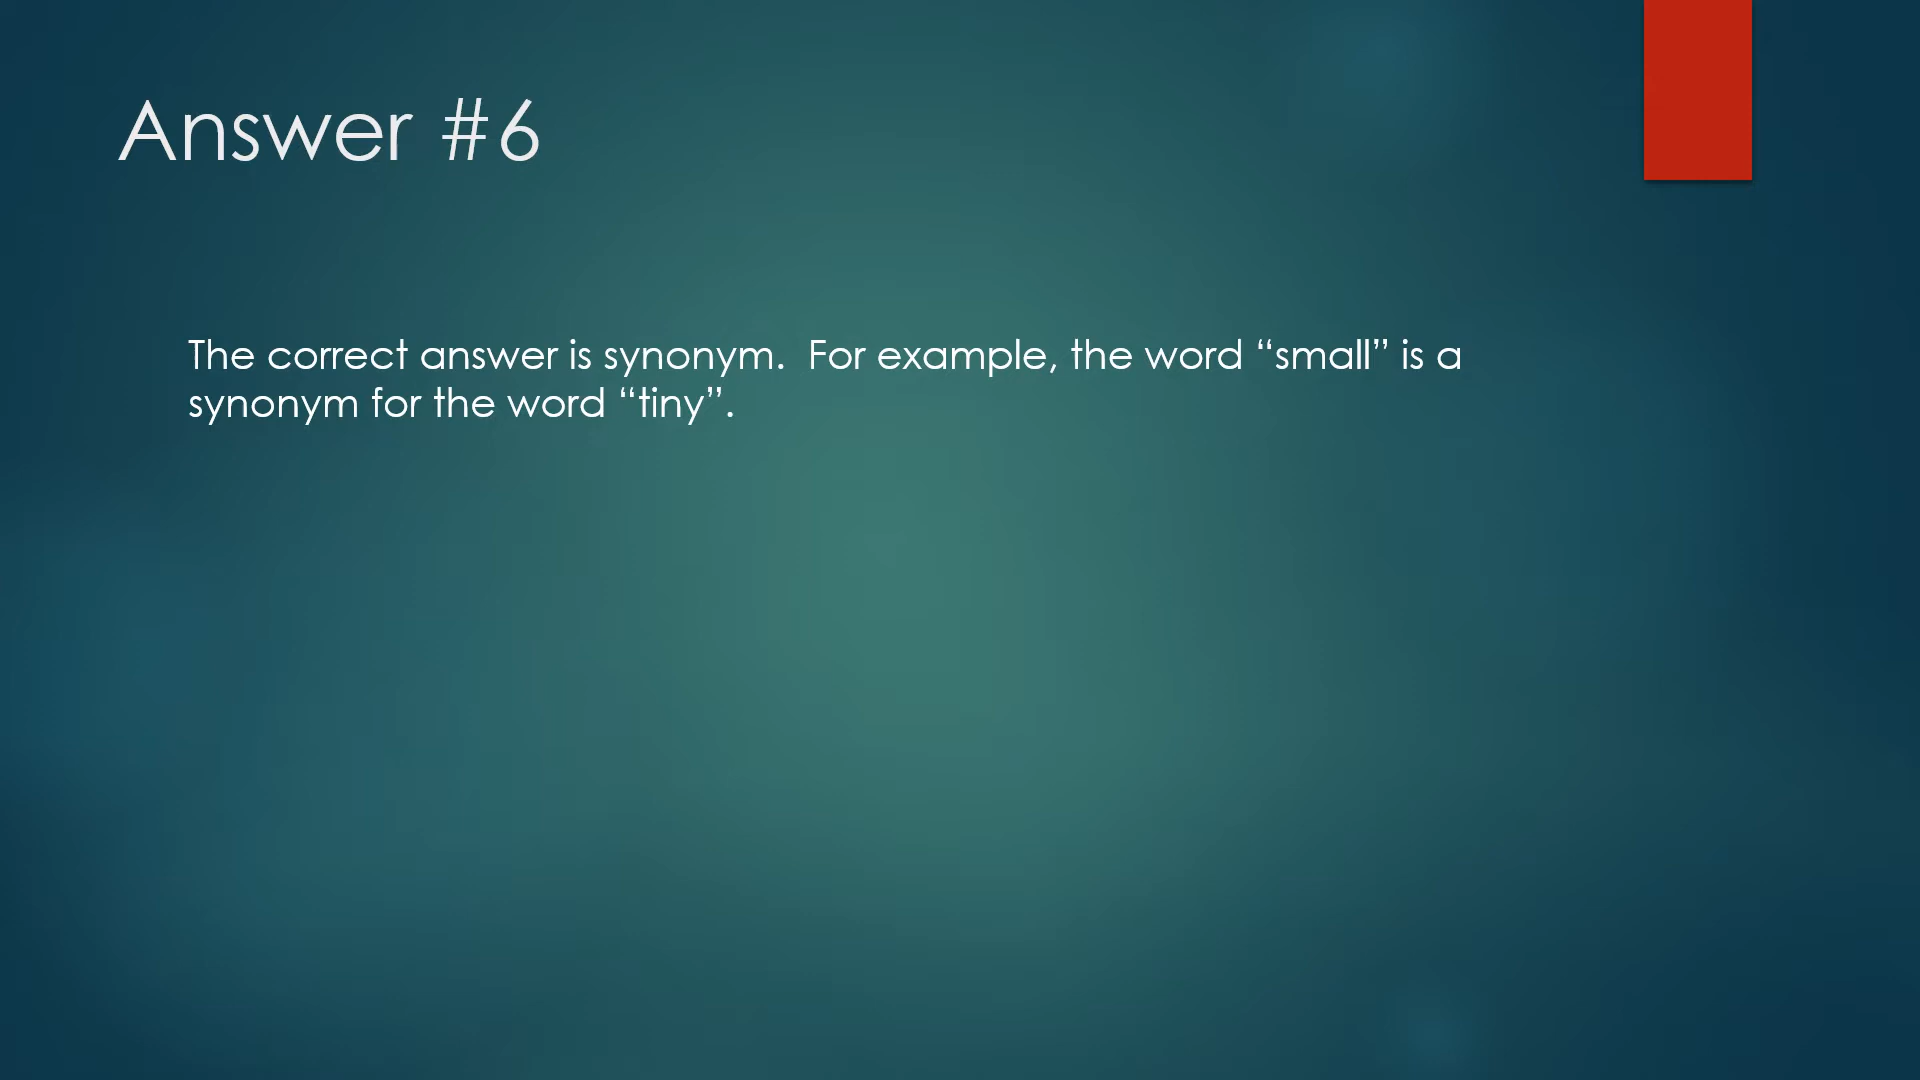 Answer #6
The correct answer is synonym.  For example, the word “small” is a
synonym for the word “tiny”.